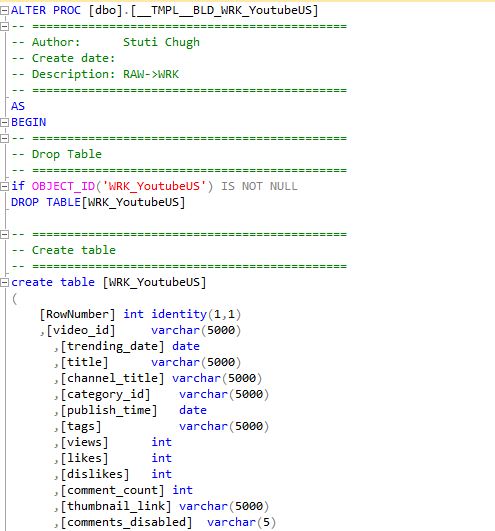 ALTER PROC [dbo].[__TMPL__BLD_WRK_YoutubeUS]
-- =============================================
-- Author:      Stuti Chugh
-- Create date:
-- Description: RAW->WRK
-- =============================================
AS
BEGIN
-- =============================================
-- Drop Table
-- =============================================
if OBJECT_ID('WRK_YoutubeUS') IS NOT NULL
DROP TABLE[WRK_YoutubeUS]
-- =============================================
-- Create table
-- =============================================
create table [WRK_YoutubeUS]
(
    [RowNumber] int identity(1,1)
    ,[video_id]     varchar(5000)
      ,[trending_date] date
      ,[title]      varchar(5000)
      ,[channel_title] varchar(5000)
      ,[category_id]    varchar(5000)
      ,[publish_time]   date
      ,[tags]           varchar(5000)
      ,[views]      int
      ,[likes]      int
      ,[dislikes]   int
      ,[comment_count] int
      ,[thumbnail_link] varchar(5000)
      ,[comments_disabled]  varchar(5)